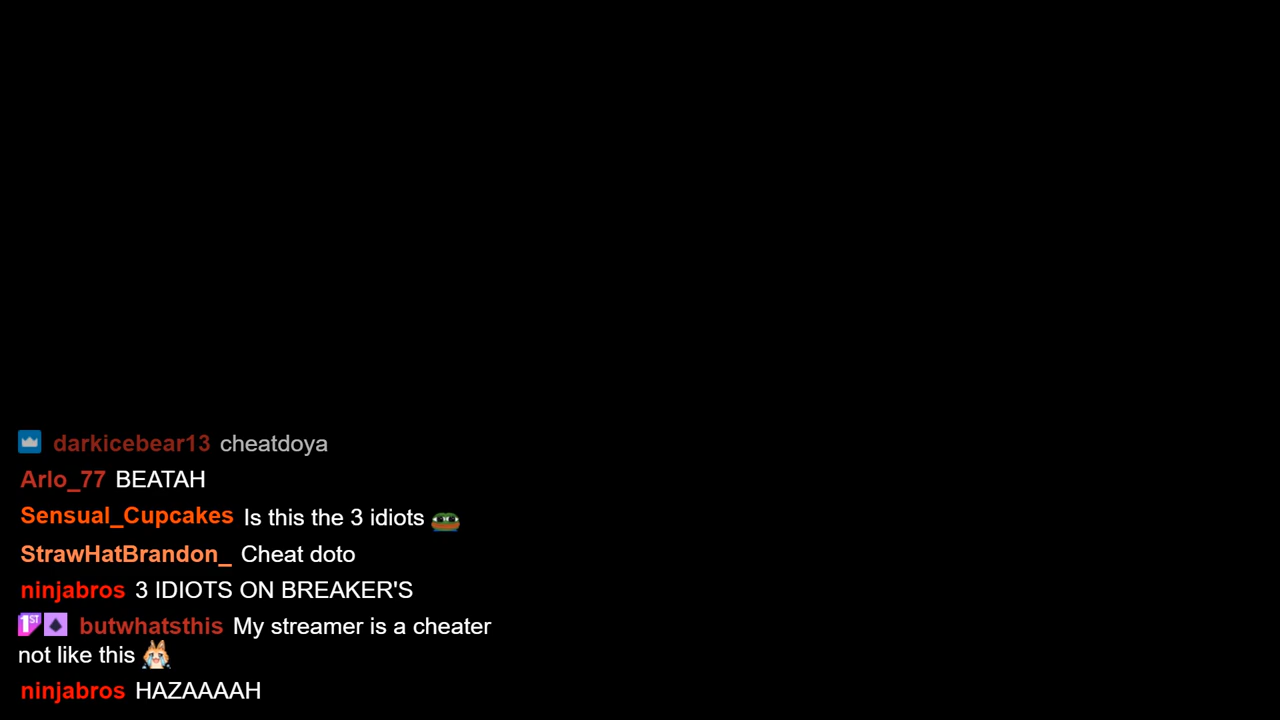 darkicebear13 cheatdoya
Arlo_77 BEATAH
Sensual_Cupcakes Is this the 3 idiots
StrawHatBrandon_ Cheat doto
ninjabros 3 IDIOTS ON BREAKER'S
1ST butwhatsthis My streamer is a cheater
not like this
ninjabros HAZAAAAH